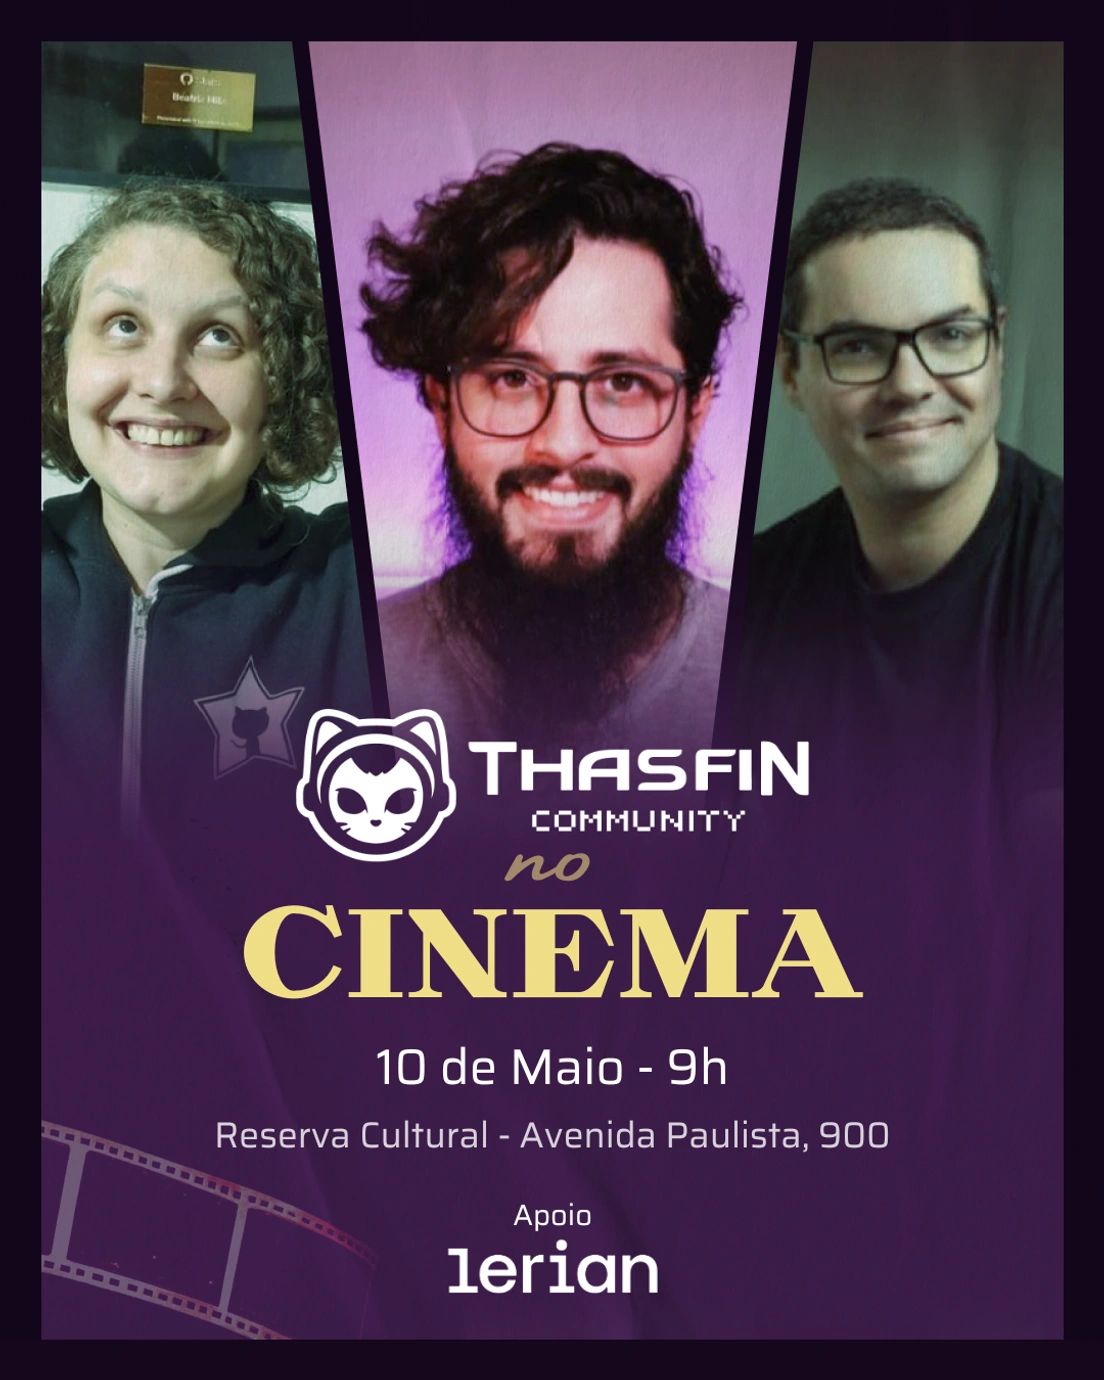 THASFIN
COMMUNITY
no
CINEMA
10 de Maio - 9h
Reserva Cultural - Avenida Paulista, 900
Apoio
lerian